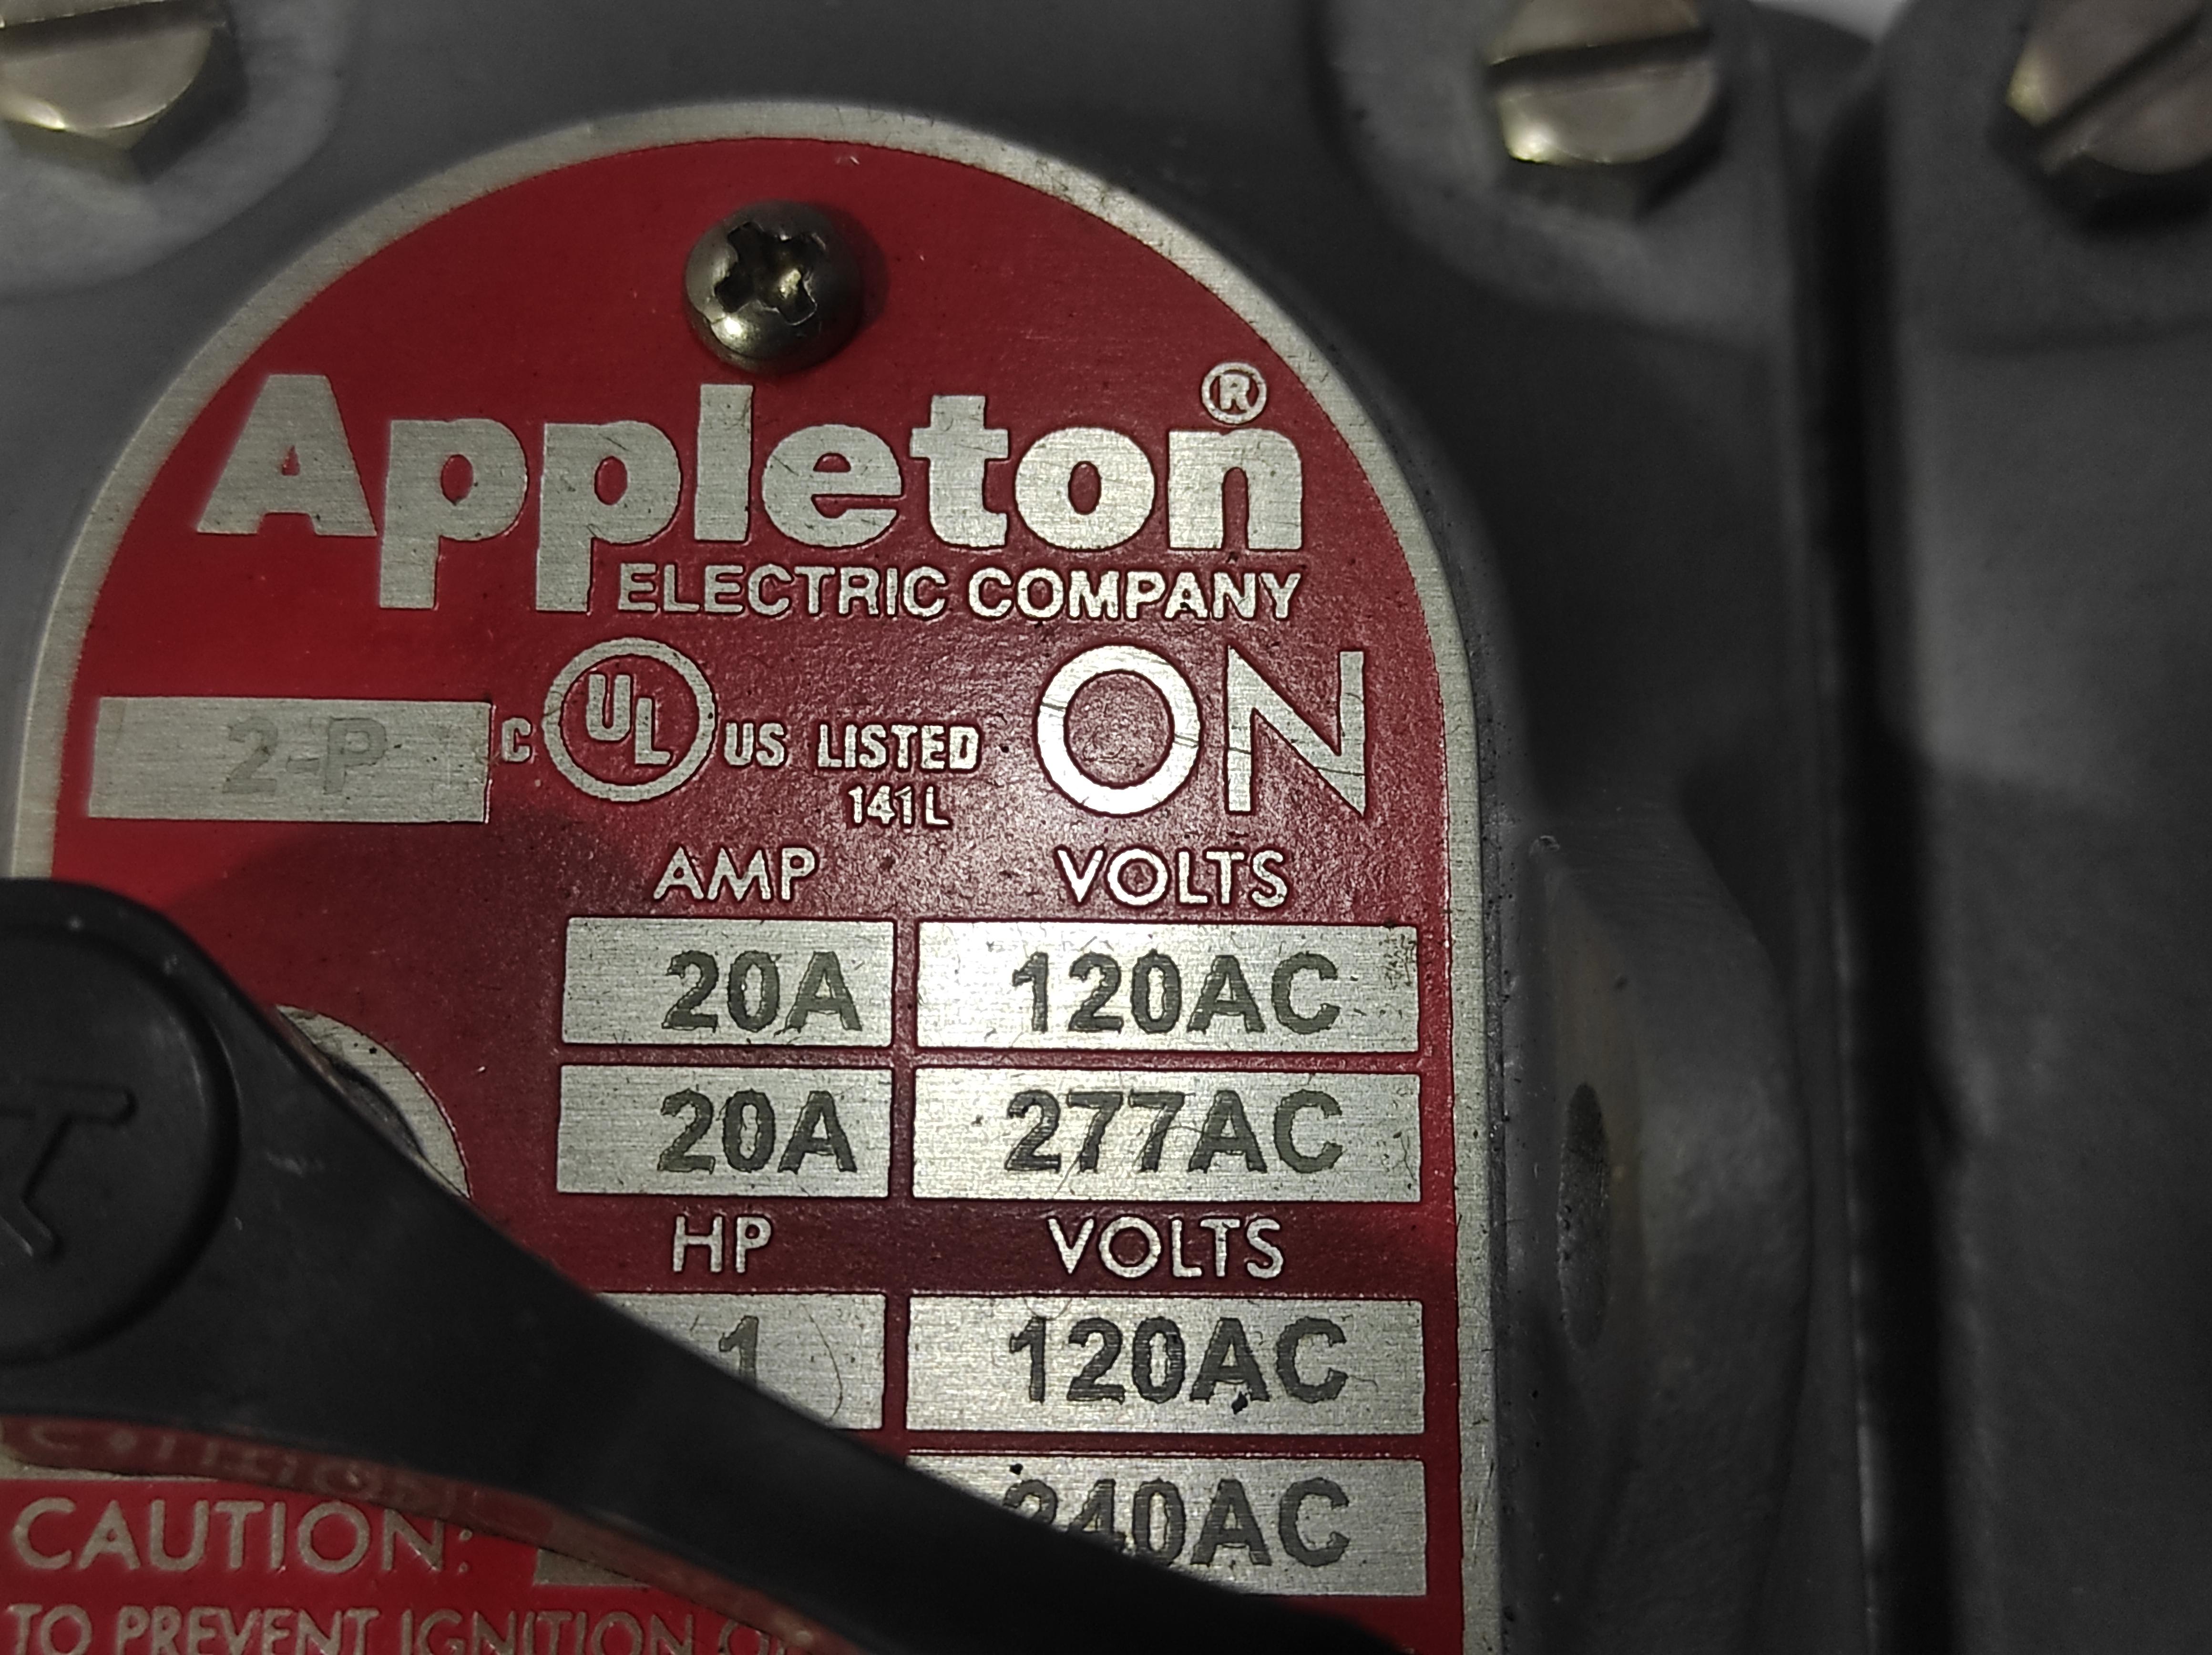 Appleton®
ELECTRIC COMPANY
2-P C UL US LISTED ON
141L
AMP VOLTS
20A 120AC
20A 277AC
HP VOLTS
1 120AC
240AC
CAUTION:
TO PREVENT IGNITION